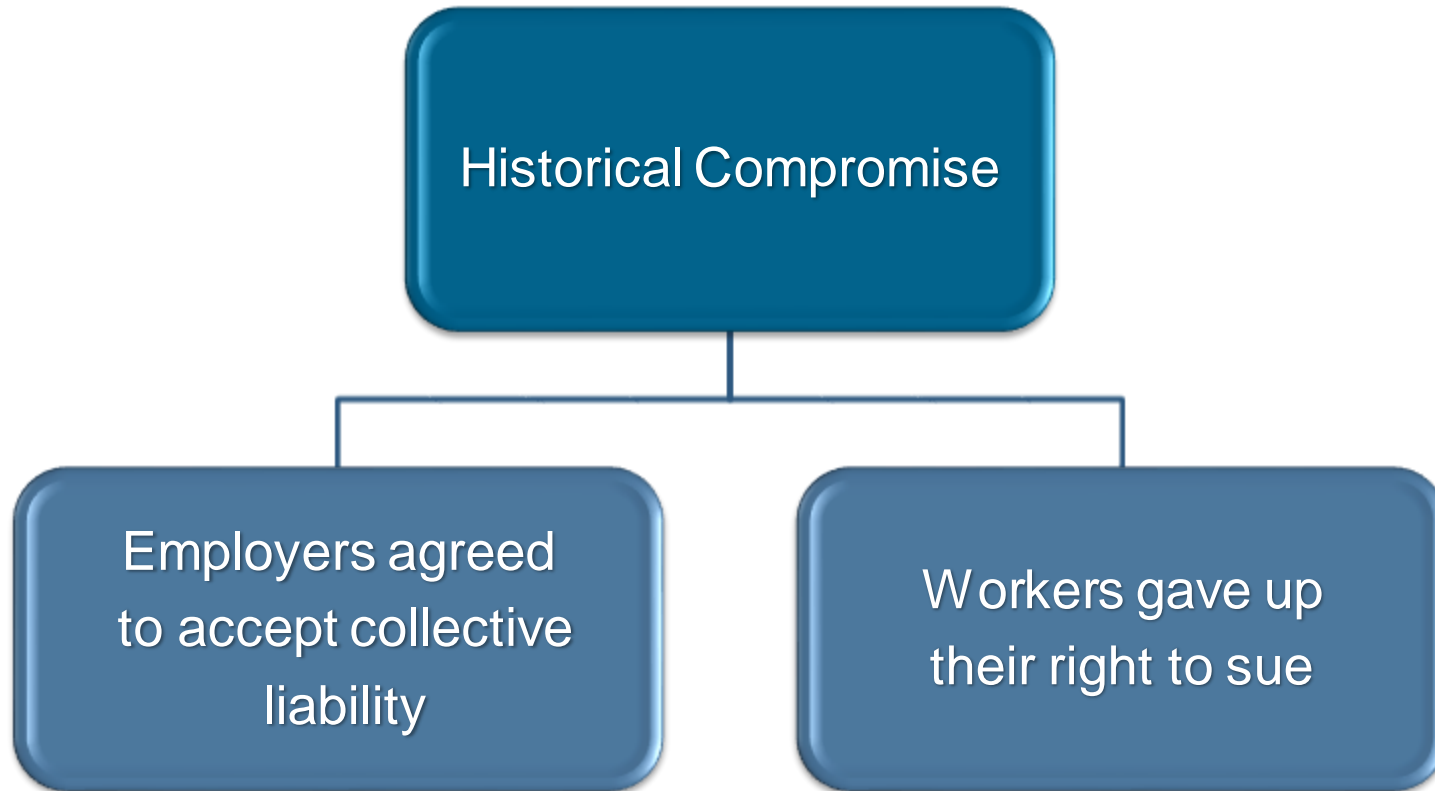 Historical Compromise
Employers agreed
to accept collective
liability
Workers gave up
their right to sue